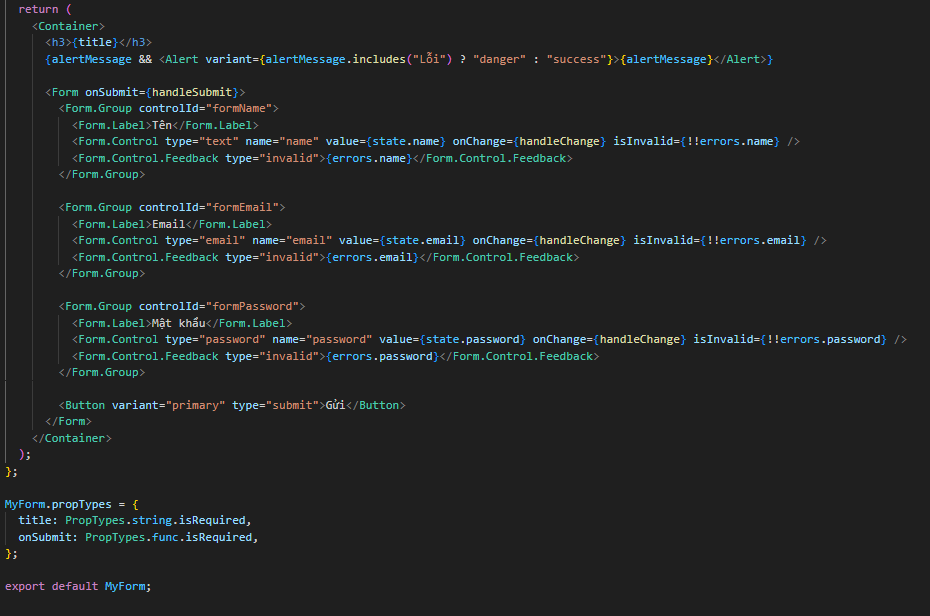 return (
<Container>
<h3>{title}</h3>
{alertMessage && <Alert variant={alertMessage.includes("Lỗi") ? "danger" : "success"}>{alertMessage}</Alert>}
<Form onSubmit={handleSubmit}>
<Form.Group controlId="formName">
<Form.Label>Tên</Form.Label>
<Form.Control type="text" name="name" value={state.name} onChange={handleChange} isInvalid={!!errors.name} />
<Form.Control.Feedback type="invalid">{errors.name}</Form.Control.Feedback>
</Form.Group>
<Form.Group controlId="formEmail">
<Form.Label>Email</Form.Label>
<Form.Control type="email" name="email" value={state.email} onChange={handleChange} isInvalid={!!errors.email} />
<Form.Control.Feedback type="invalid">{errors.email}</Form.Control.Feedback>
</Form.Group>
<Form.Group controlId="formPassword">
<Form.Label>Mật khẩu</Form.Label>
<Form.Control type="password" name="password" value={state.password} onChange={handleChange} isInvalid={!!errors.password} />
<Form.Control.Feedback type="invalid">{errors.password}</Form.Control.Feedback>
</Form.Group>
<Button variant="primary" type="submit">Gửi</Button>
</Form>
</Container>
);
};
MyForm.propTypes = {
title: PropTypes.string.isRequired,
onSubmit: PropTypes.func.isRequired,
};
export default MyForm;